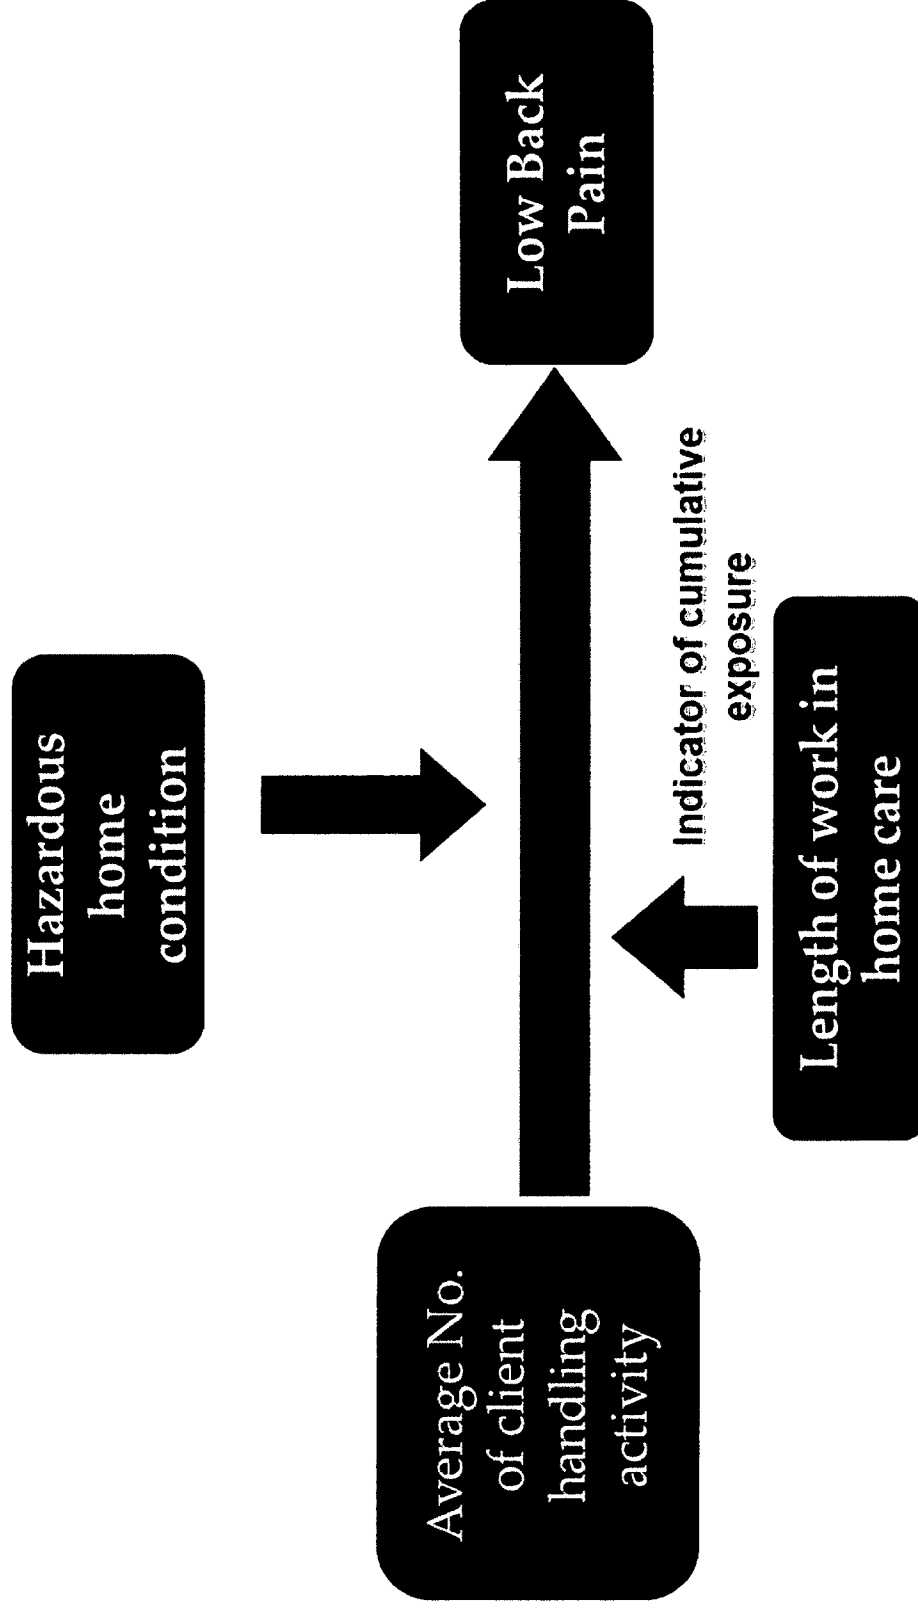 Hazardous
home
condition
Average No.
of client
handling
activity
Low Back
Pain
Indicator of cumulative
exposure
Length of work in
home care